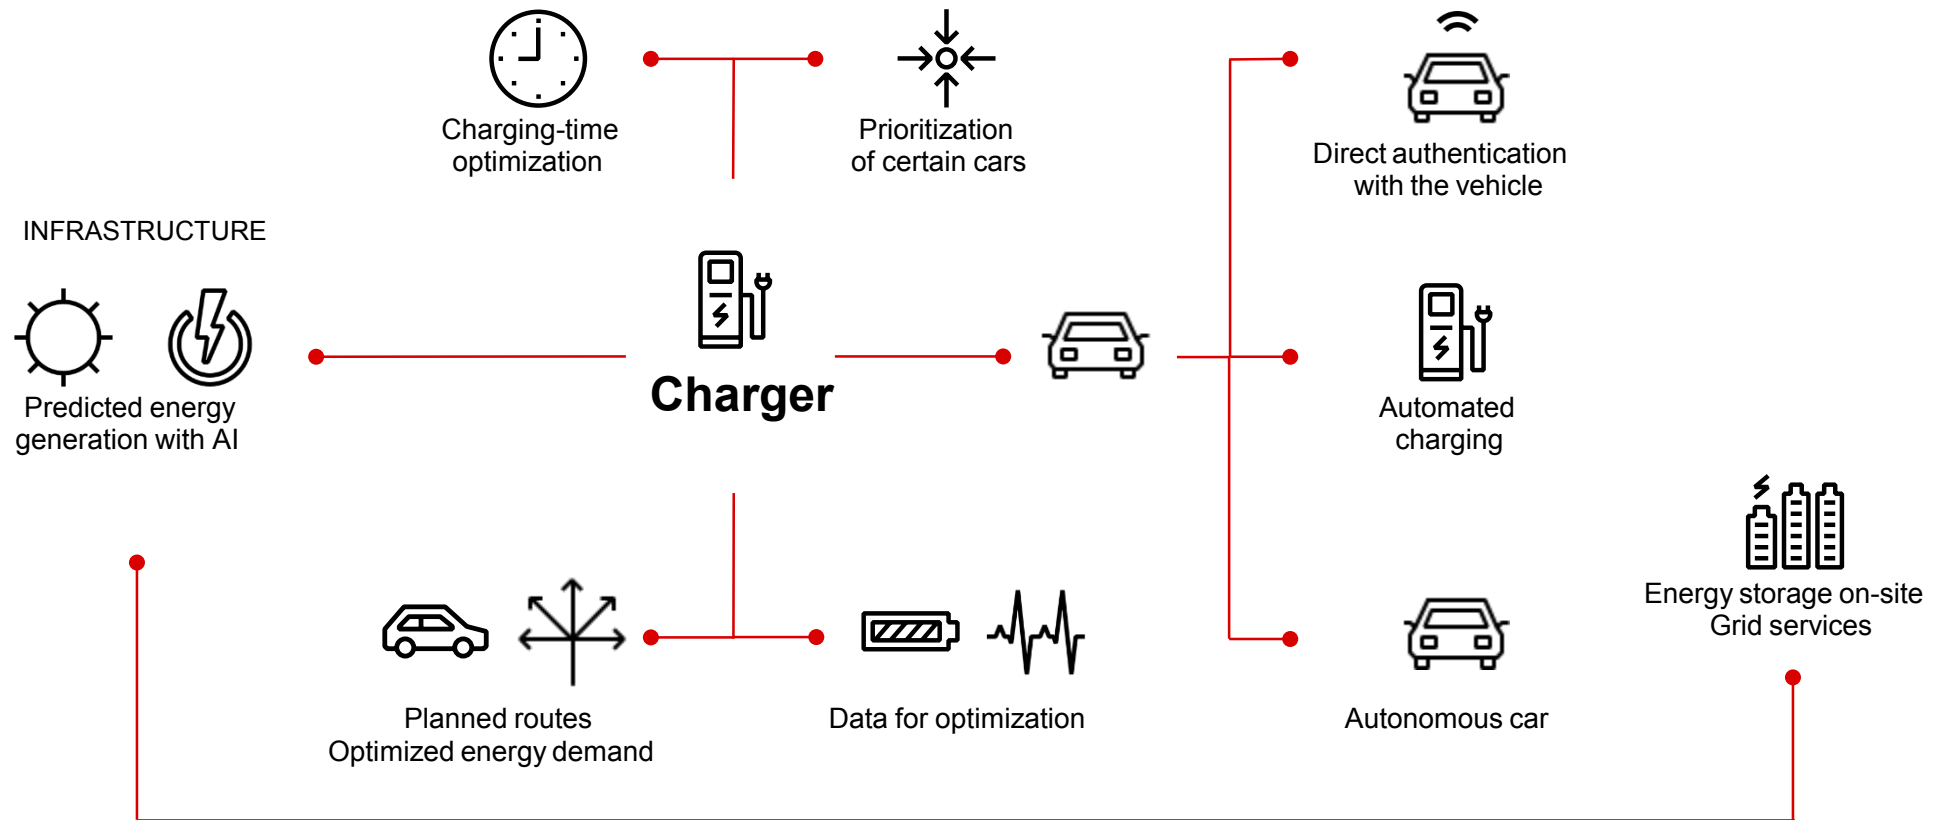 Charging-time
optimization
Prioritization
of certain cars
Direct authentication
with the vehicle
INFRASTRUCTURE
Predicted energy
generation with AI
Charger
Automated
charging
Energy storage on-site
Grid services
Planned routes
Optimized energy demand
Data for optimization
Autonomous car